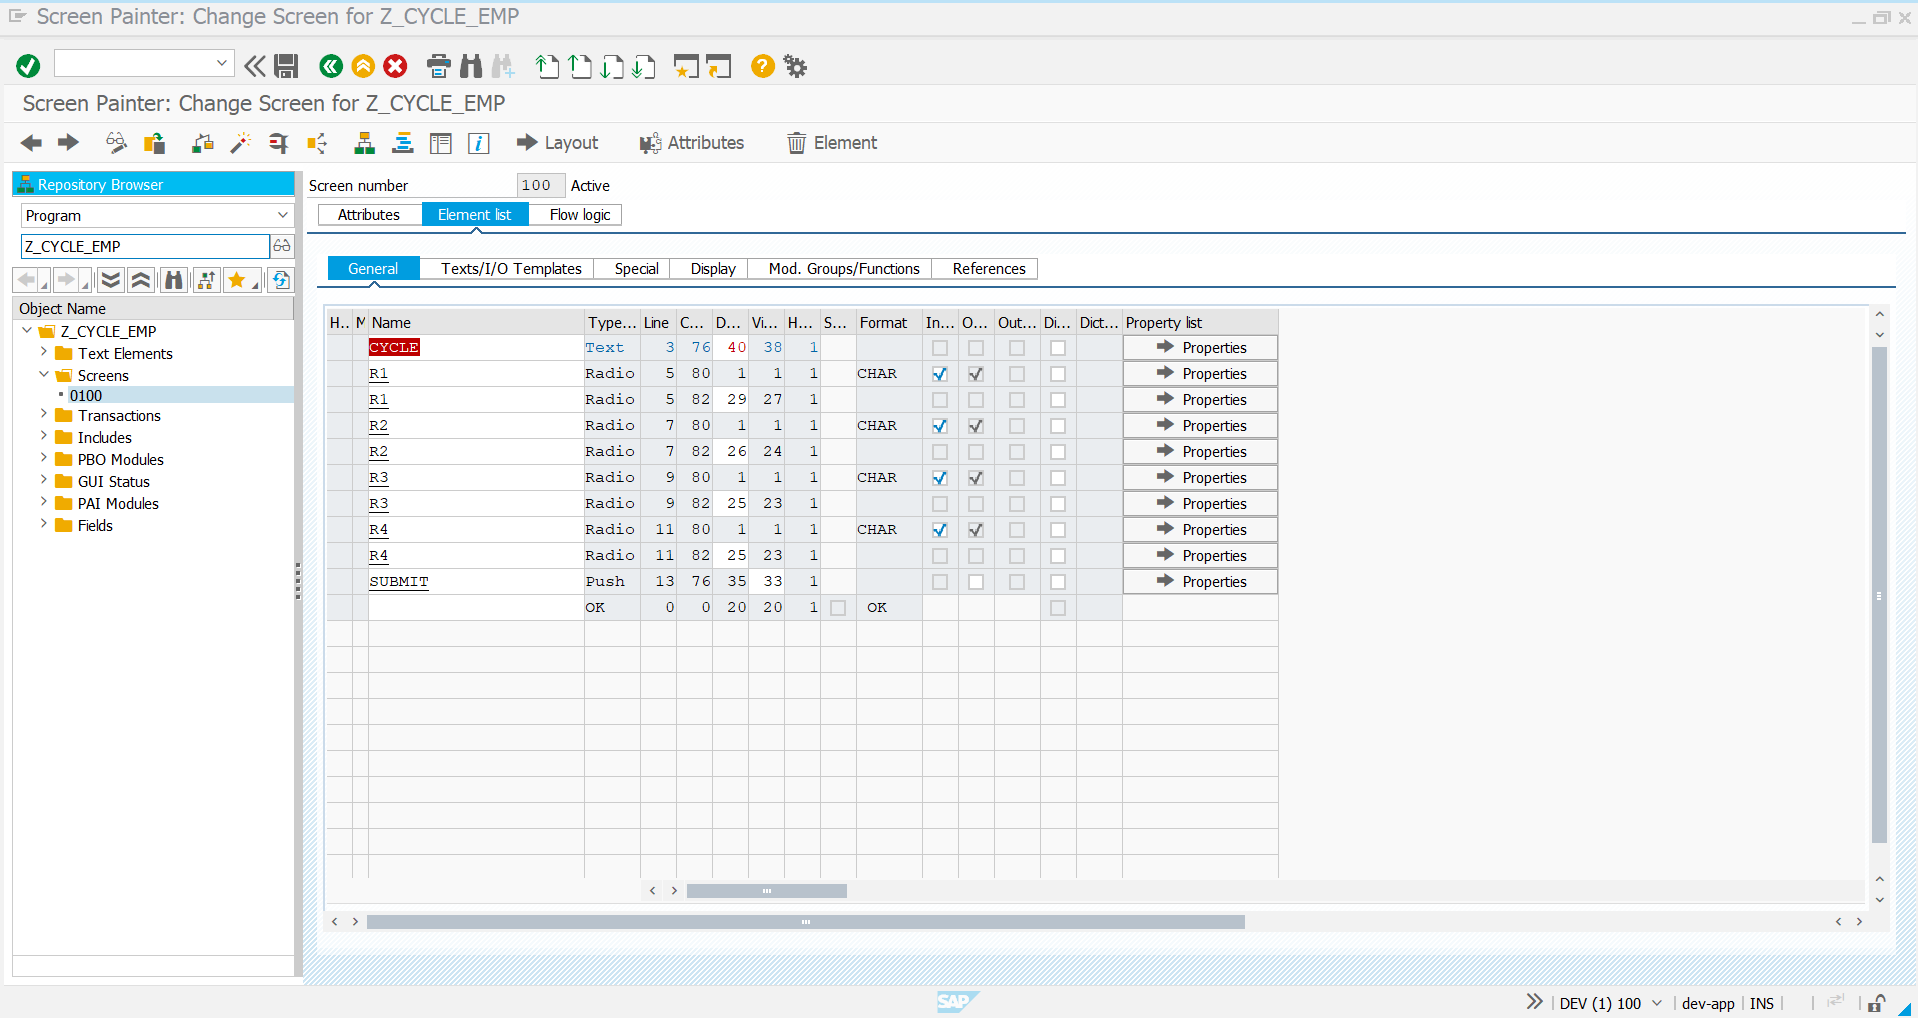 Screen Painter: Change Screen for Z_CYCLE_EMP
Screen Painter: Change Screen for Z_CYCLE_EMP
Layout Attributes Element
Repository Browser
Program
Z_CYCLE_EMP
Object Name
Z_CYCLE_EMP
Text Elements
Screens
0100
Transactions
Includes
PBO Modules
GUI Status
PAI Modules
Fields
Screen number 100 Active
Attributes Element list Flow logic
General Texts/I/O Templates Special Display Mod. Groups/Functions References
H.. M Name Type... Line C... D... Vi... H... S... Format In... O... Out... Di... Dict... Property list
CYCLE Text 3 76 40 38 1 Properties
R1 Radio 5 80 1 1 1 CHAR Properties
R1 Radio 5 82 29 27 1 Properties
R2 Radio 7 80 1 1 1 CHAR Properties
R2 Radio 7 82 26 24 1 Properties
R3 Radio 9 80 1 1 1 CHAR Properties
R3 Radio 9 82 25 23 1 Properties
R4 Radio 11 80 1 1 1 CHAR Properties
R4 Radio 11 82 25 23 1 Properties
SUBMIT Push 13 76 35 33 1 Properties
OK 0 0 20 20 1 OK
SAP
DEV (1) 100 dev-app INS